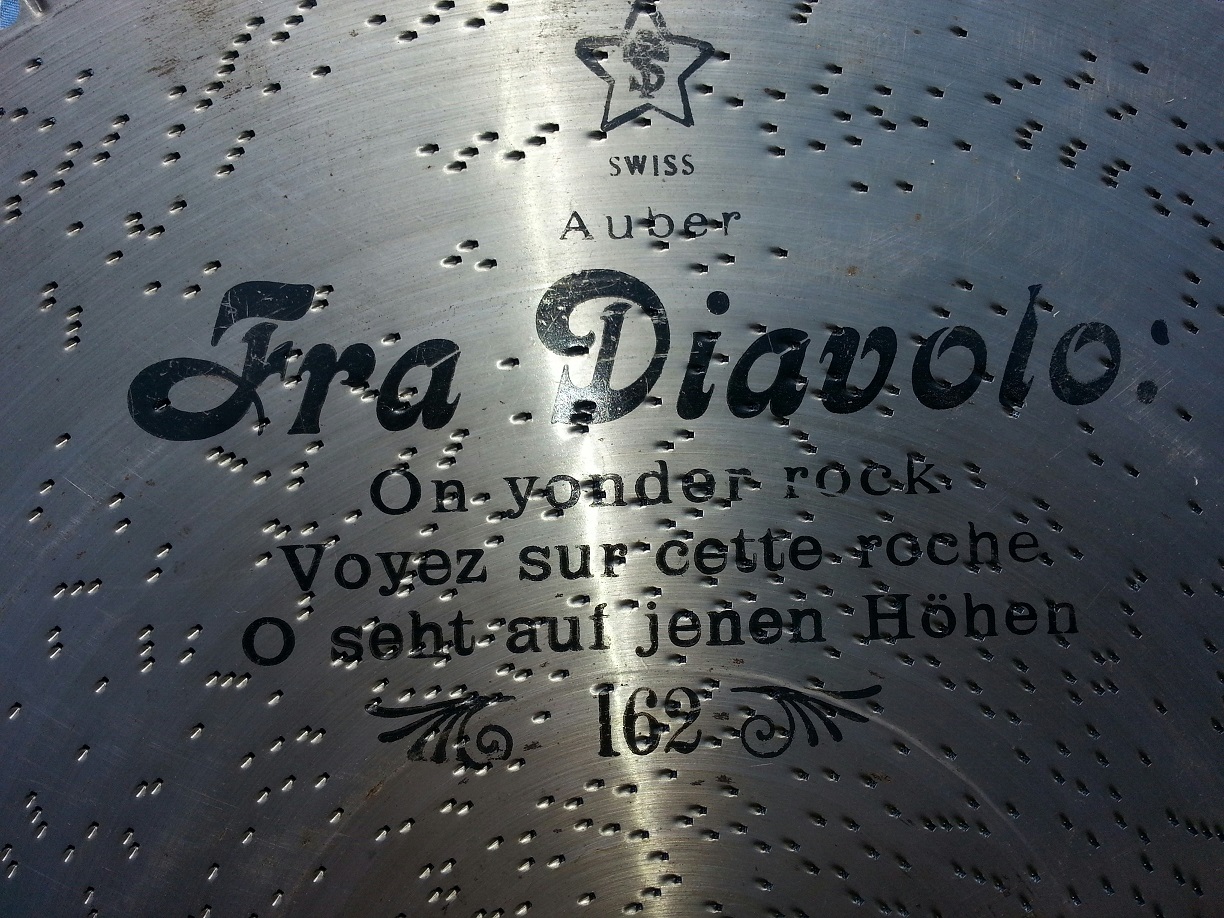 SWISS
Auber
Fra Diavolo:
On yonder rock
Voyez sur cette roche
O seht auf jenen Höhen
162